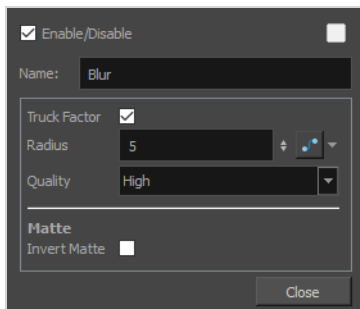 Enable/Disable
Name: Blur
Truck Factor
Radius 5
Quality High
Matte
Invert Matte
Close